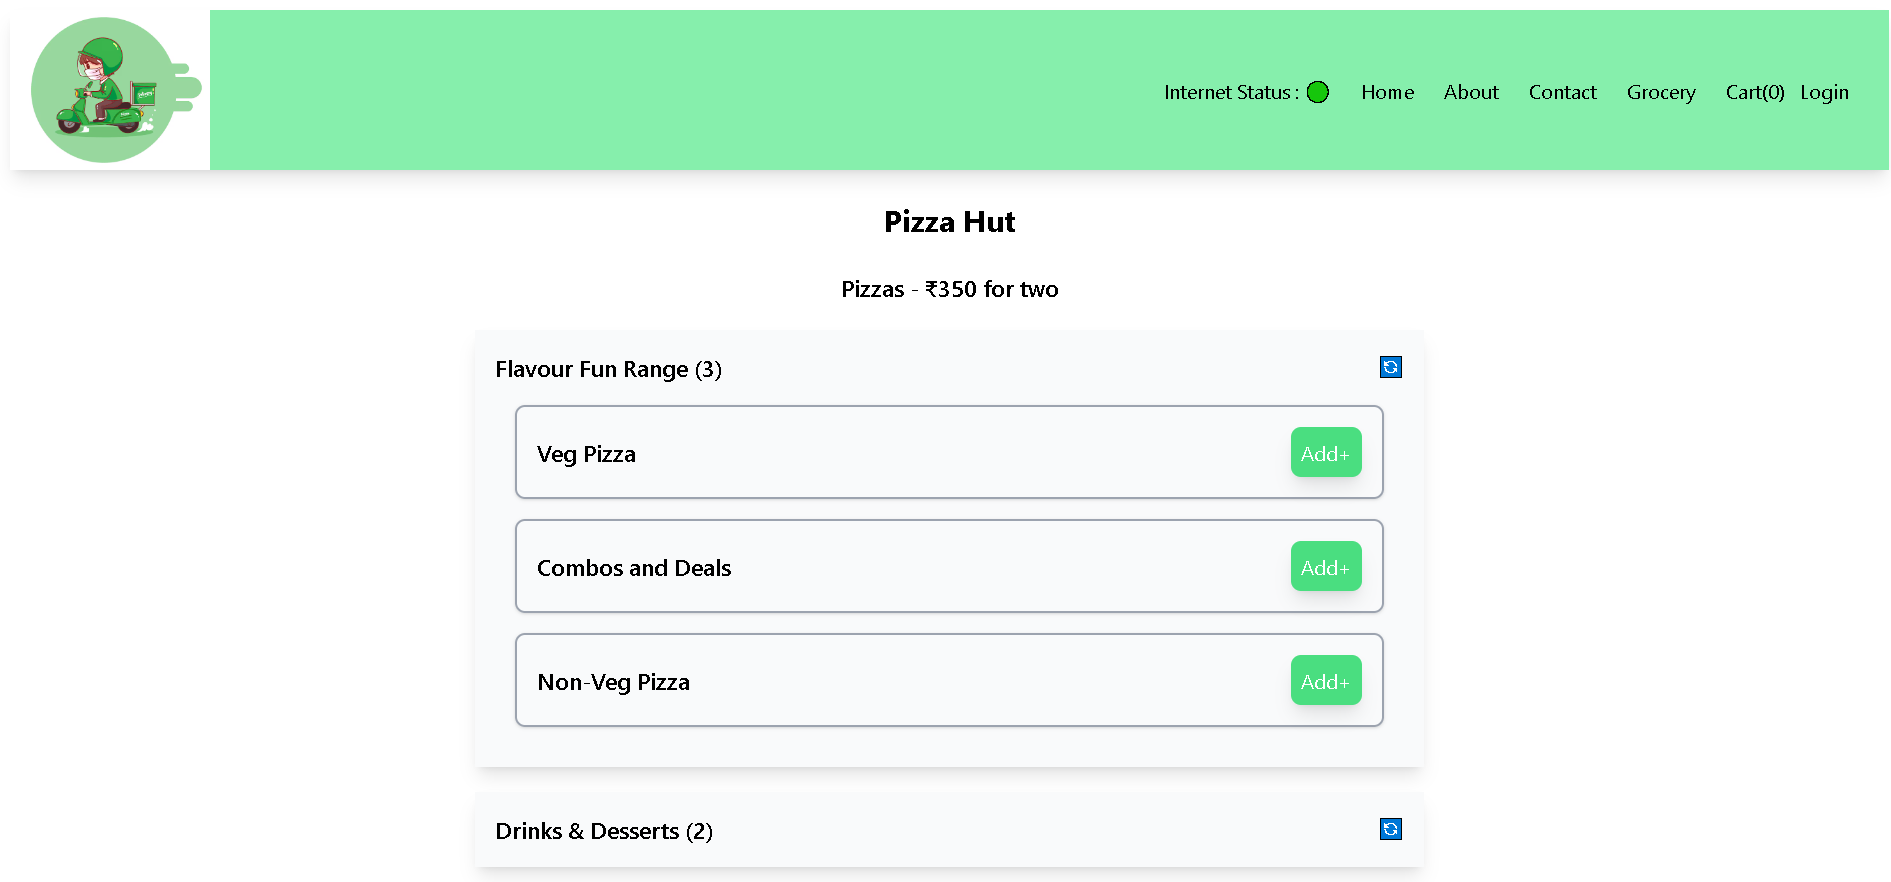 Internet Status : Home About Contact Grocery Cart(0) Login
Pizza Hut
Pizzas - ₹350 for two
Flavour Fun Range (3)
Veg Pizza Add+
Combos and Deals Add+
Non-Veg Pizza Add+
Drinks & Desserts (2)